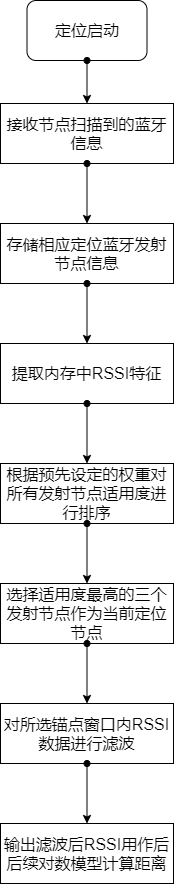 定位启动
接收节点扫描到的蓝牙
信息
存储相应定位蓝牙发射
节点信息
提取内存中RSSI特征
根据预先设定的权重对
所有发射节点适用度进
行排序
选择适用度最高的三个
发射节点作为当前定位
节点
对所选锚点窗口内RSSI
数据进行滤波
输出滤波后RSSI用作后
后续对数模型计算距离